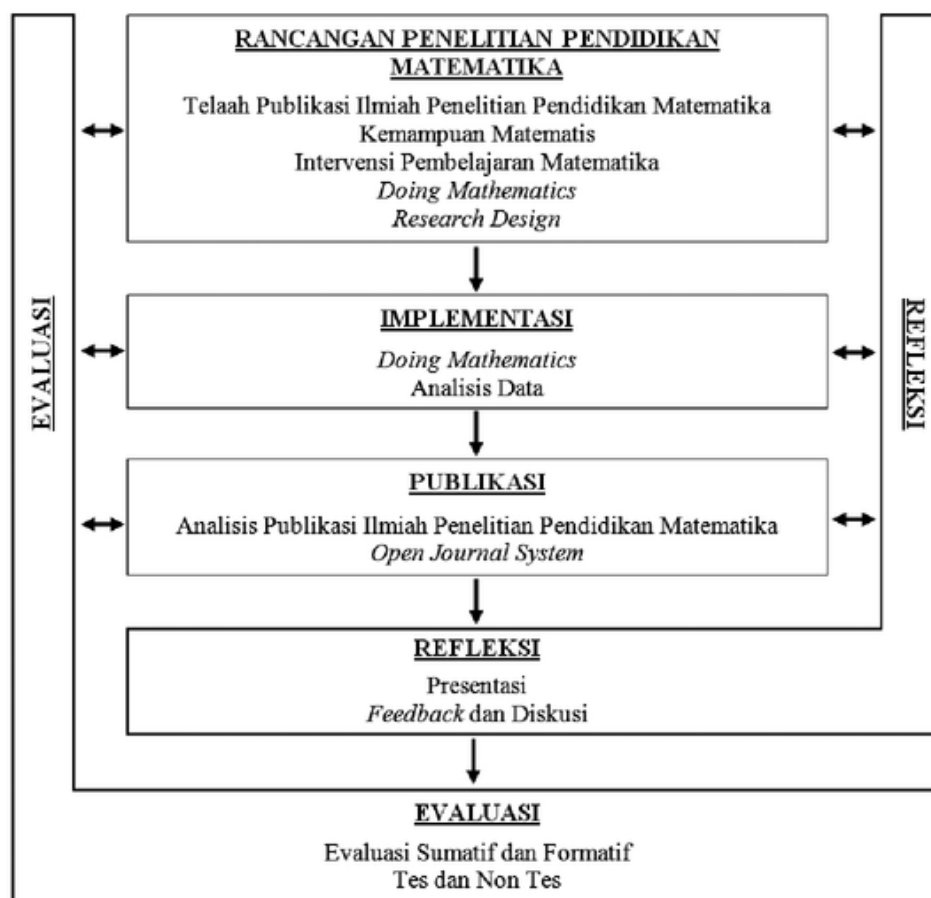 RANCANGAN PENELITIAN PENDIDIKAN
MATEMATIKA
Telaah Publikasi Ilmiah Penelitian Pendidikan Matematika
Kemampuan Matematis
Intervensi Pembelajaran Matematika
Doing Mathematics
Research Design
EVALUASI
REFLEKSI
IMPLEMENTASI
Doing Mathematics
Analisis Data
PUBLIKASI
Analisis Publikasi Ilmiah Penelitian Pendidikan Matematika
Open Journal System
REFLEKSI
Presentasi
Feedback dan Diskusi
EVALUASI
Evaluasi Sumatif dan Formatif
Tes dan Non Tes